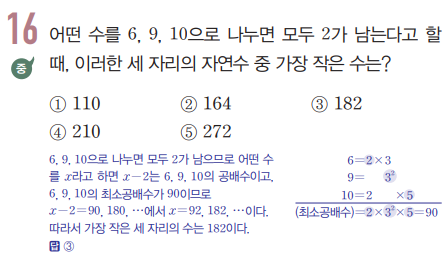 16
중
어떤 수를 6, 9, 10으로 나누면 모두 2가 남는다고 할
때, 이러한 세 자리의 자연수 중 가장 작은 수는?
① 110 ② 164 ③ 182
④ 210 ⑤ 272
6, 9, 10으로 나누면 모두 2가 남으므로 어떤 수
를 x라고 하면 x-2는 6, 9, 10의 공배수이고,
6, 9, 10의 최소공배수가 90이므로
x-2=90, 180, …에서 x=92, 182, …이다.
따라서 가장 작은 세 자리의 수는 182이다.
답 ③
6=2×3
9= 3²
10=2 ×5
(최소공배수)=2×3²×5=90